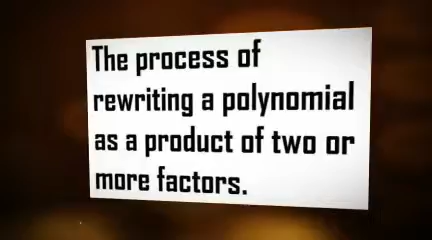 The process of
rewriting a polynomial
as a product of two or
more factors.